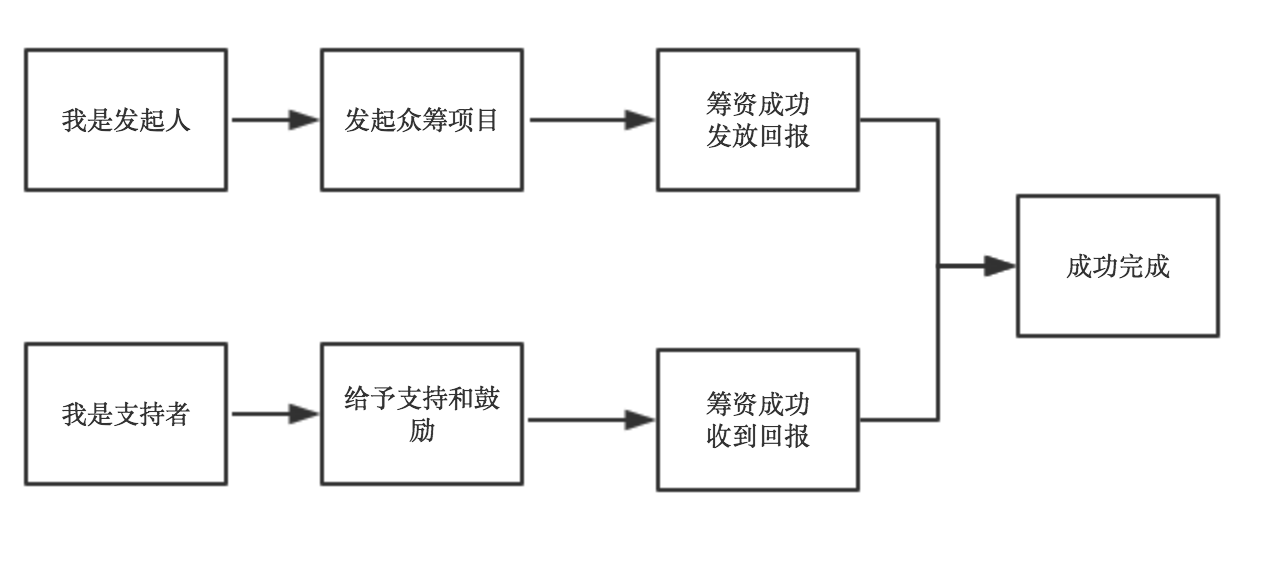 我是发起人
发起众筹项目
筹资成功
发放回报
成功完成
我是支持者
给予支持和鼓
励
筹资成功
收到回报